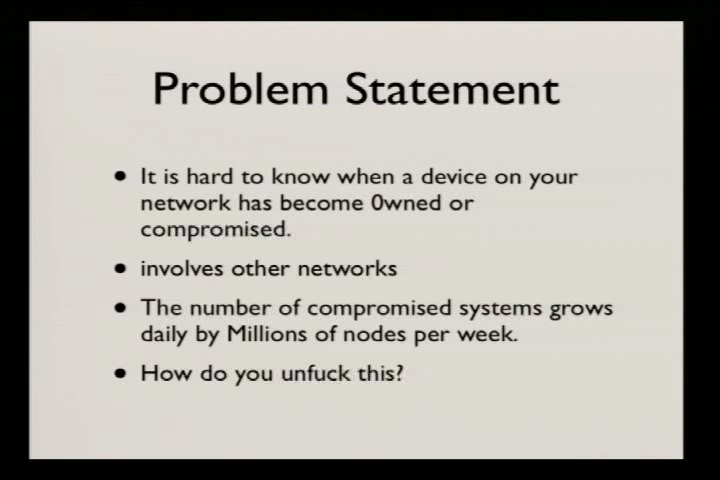 Problem Statement
• It is hard to know when a device on your
network has become 0wned or
compromised.
• involves other networks
• The number of compromised systems grows
daily by Millions of nodes per week.
• How do you unfuck this?